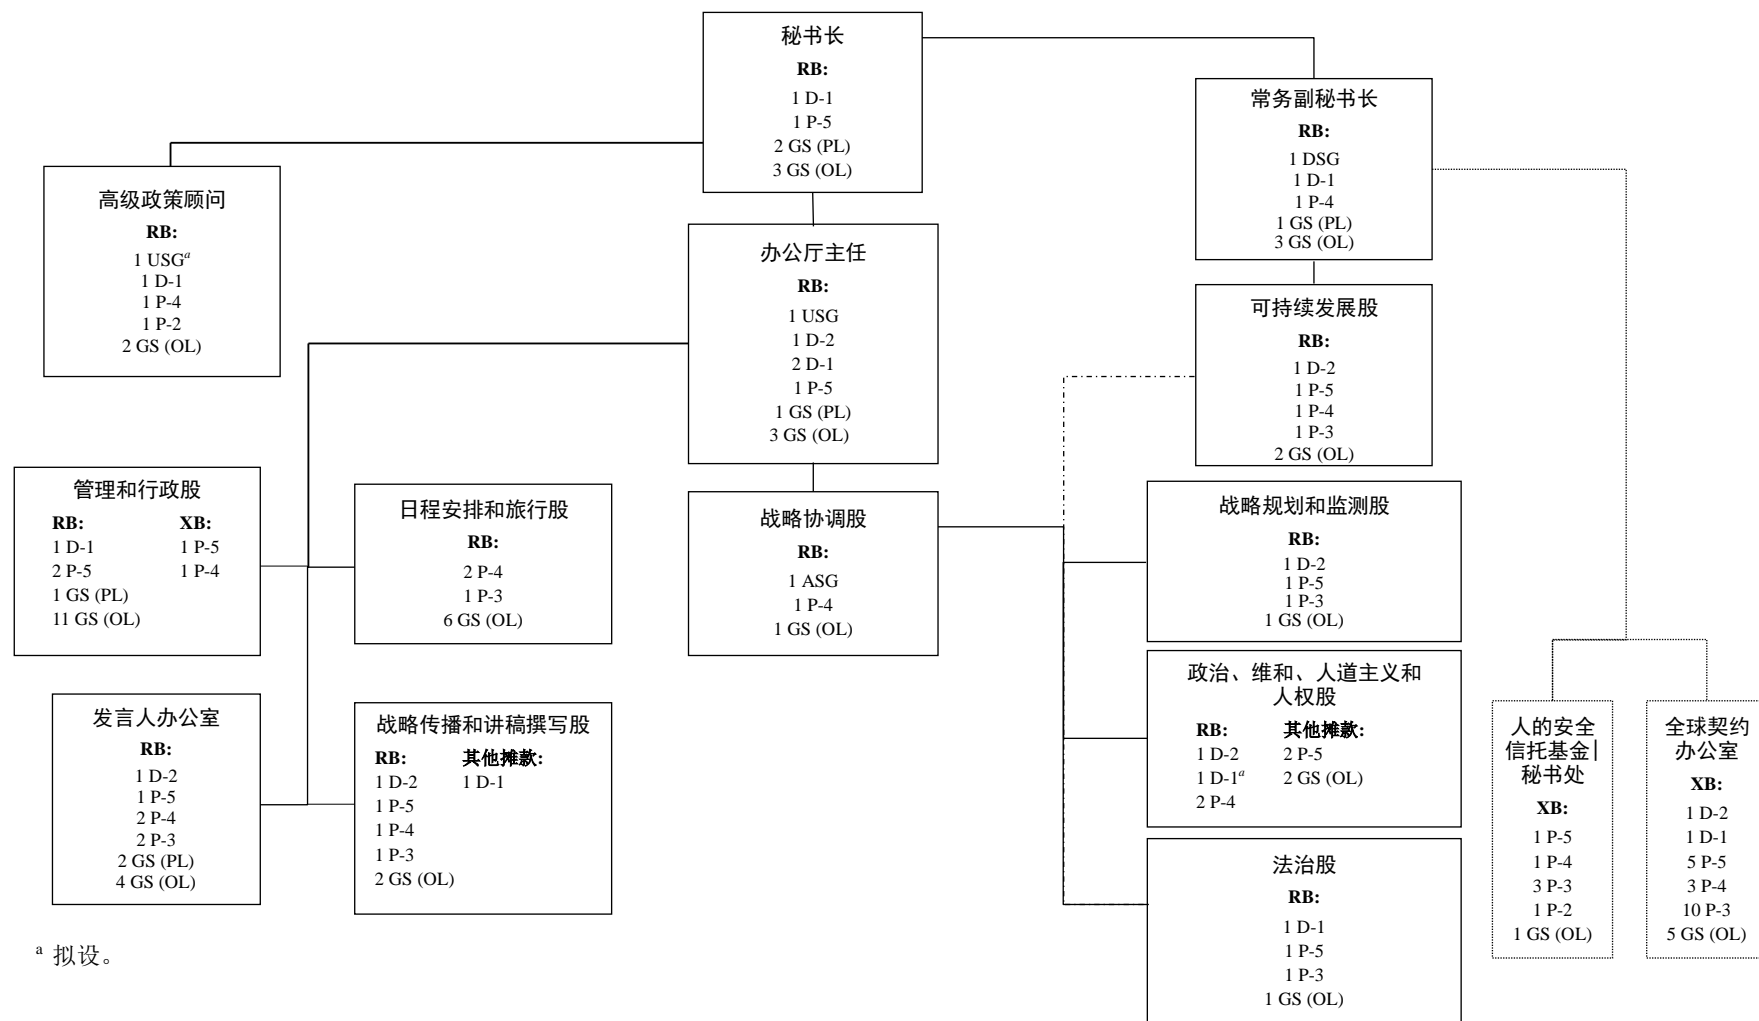 秘书长
RB:
1 D-1
1 P-5
2 GS (PL)
3 GS (OL)
常务副秘书长
RB:
1 DSG
1 D-1
1 P-4
1 GS (PL)
3 GS (OL)
高级政策顾问
RB:
1 USGᵃ
1 D-1
1 P-4
1 P-2
2 GS (OL)
办公厅主任
RB:
1 USG
1 D-2
2 D-1
1 P-5
1 GS (PL)
3 GS (OL)
可持续发展股
RB:
1 D-2
1 P-5
1 P-4
1 P-3
2 GS (OL)
管理和行政股
RB: XB:
1 D-1 1 P-5
2 P-5 1 P-4
1 GS (PL)
11 GS (OL)
日程安排和旅行股
RB:
2 P-4
1 P-3
6 GS (OL)
战略协调股
RB:
1 ASG
1 P-4
1 GS (OL)
战略规划和监测股
RB:
1 D-2
1 P-5
1 P-3
1 GS (OL)
发言人办公室
RB:
1 D-2
1 P-5
2 P-4
2 P-3
2 GS (PL)
4 GS (OL)
战略传播和讲稿撰写股
RB: 其他摊款:
1 D-2 1 D-1
1 P-5
1 P-4
1 P-3
2 GS (OL)
政治、维和、人道主义和
人权股
RB: 其他摊款:
1 D-2 2 P-5
1 D-1ᵃ 2 GS (OL)
2 P-4
人的安全
信托基金|
秘书处
XB:
1 P-5
1 P-4
3 P-3
1 P-2
1 GS (OL)
全球契约
办公室
XB:
1 D-2
1 D-1
5 P-5
3 P-4
10 P-3
5 GS (OL)
法治股
RB:
1 D-1
1 P-5
1 P-3
1 GS (OL)
ᵃ 拟设。